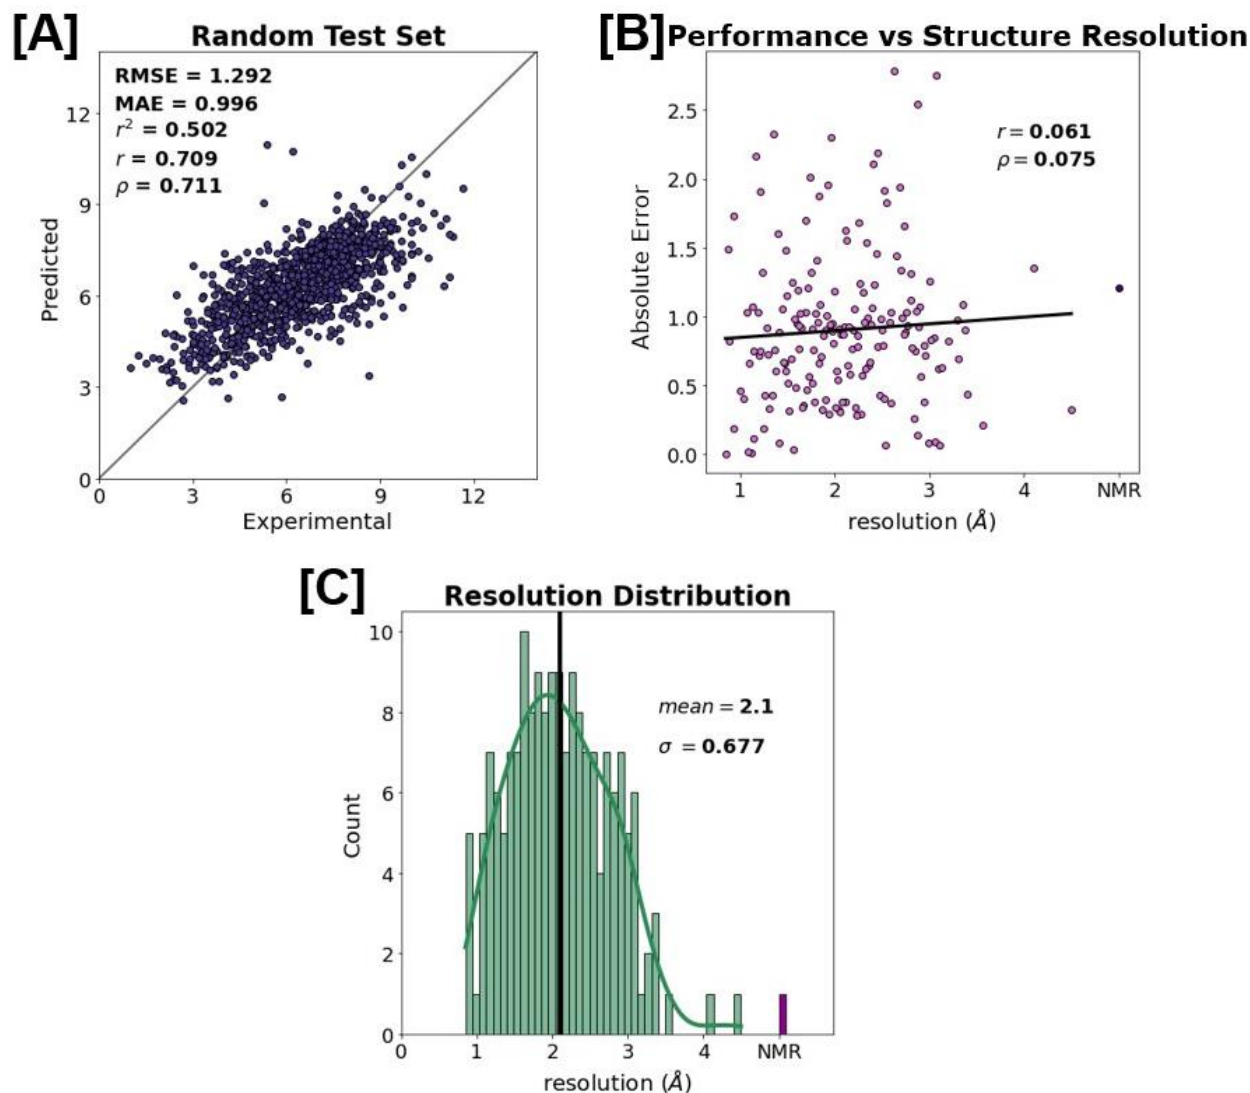 [A]
Random Test Set
RMSE = 1.292
MAE = 0.996
r² = 0.502
r = 0.709
ρ = 0.711
12
9
6
3
0
Predicted
0 3 6 9 12
Experimental
[B]
Performance vs Structure Resolution
r = 0.061
ρ = 0.075
2.5
2.0
1.5
1.0
0.5
0.0
Absolute Error
1 2 3 4 NMR
resolution (Å)
[C]
Resolution Distribution
mean = 2.1
σ = 0.677
10
8
6
4
2
0
Count
0 1 2 3 4 NMR
resolution (Å)